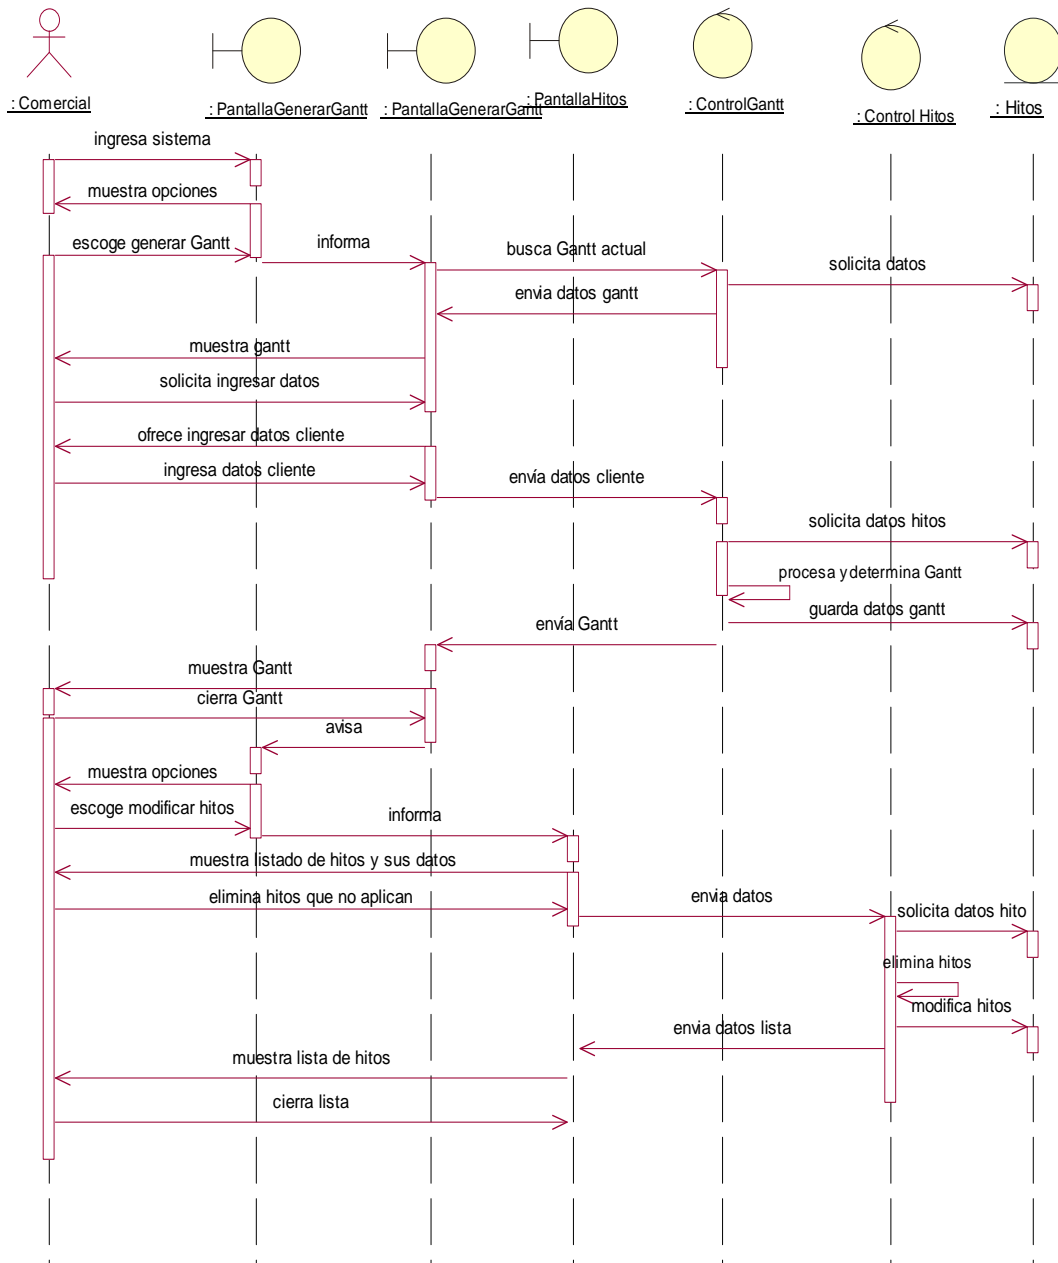 : Comercial
: PantallaGenerarGantt
: PantallaGenerarGantt
: PantallaHitos
: ControlGantt
: Control Hitos
: Hitos
ingresa sistema
muestra opciones
escoge generar Gantt
informa
busca Gantt actual
solicita datos
envia datos gantt
muestra gantt
solicita ingresar datos
ofrece ingresar datos cliente
ingresa datos cliente
envía datos cliente
solicita datos hitos
procesa y determina Gantt
guarda datos gantt
envía Gantt
muestra Gantt
cierra Gantt
avisa
muestra opciones
escoge modificar hitos
informa
muestra listado de hitos y sus datos
elimina hitos que no aplican
envia datos
solicita datos hito
elimina hitos
modifica hitos
envia datos lista
muestra lista de hitos
cierra lista